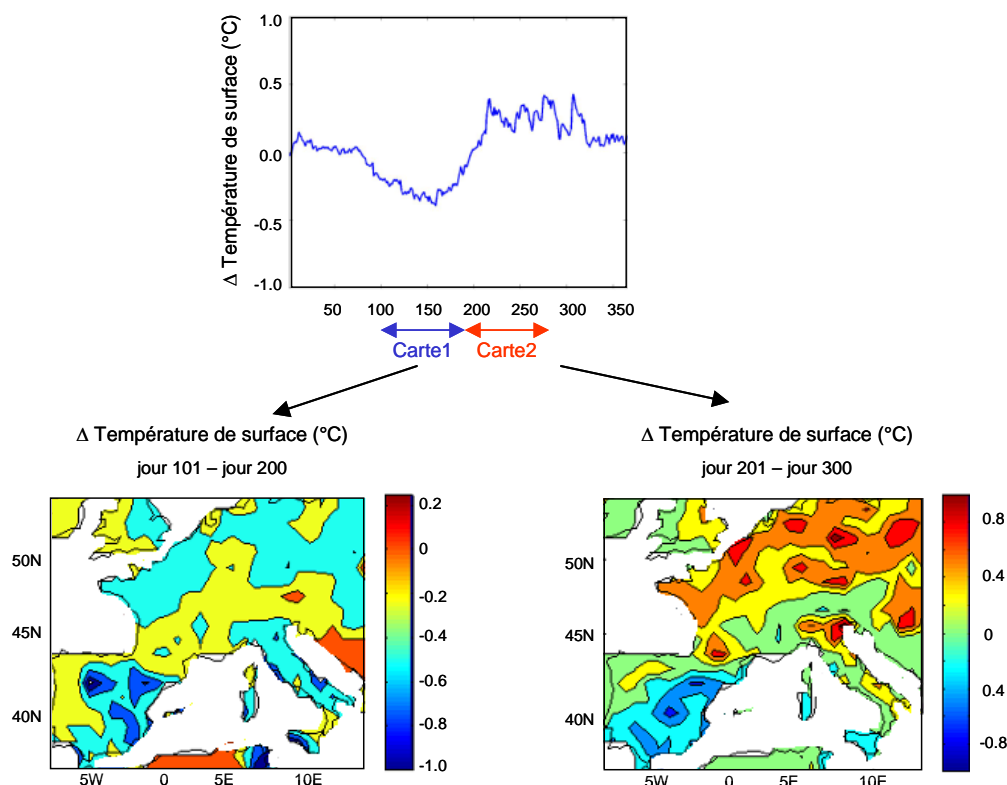 Δ Température de surface (°C)
1.0
0.5
0.0
-0.5
-1.0
50 100 150 200 250 300 350
Carte1 Carte2
Δ Température de surface (°C)
jour 101 – jour 200
50N
45N
40N
5W 0 5E 10E
0.2
0
-0.2
-0.4
-0.6
-0.8
-1.0
Δ Température de surface (°C)
jour 201 – jour 300
50N
45N
40N
5W 0 5E 10E
0.8
0.4
0
0.4
-0.8